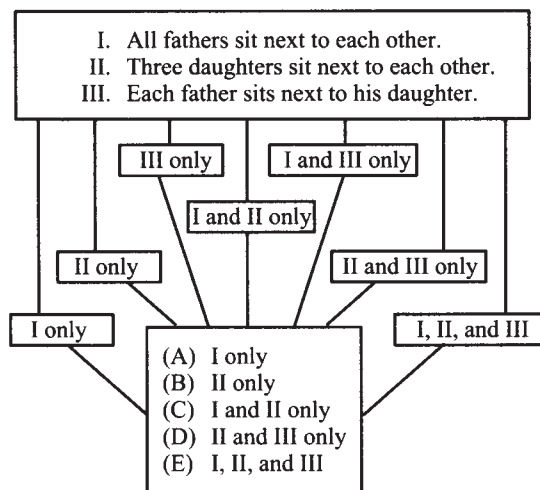 I. All fathers sit next to each other.
II. Three daughters sit next to each other.
III. Each father sits next to his daughter.
III only
I and III only
I and II only
II only
II and III only
I only
I, II, and III
(A) I only
(B) II only
(C) I and II only
(D) II and III only
(E) I, II, and III